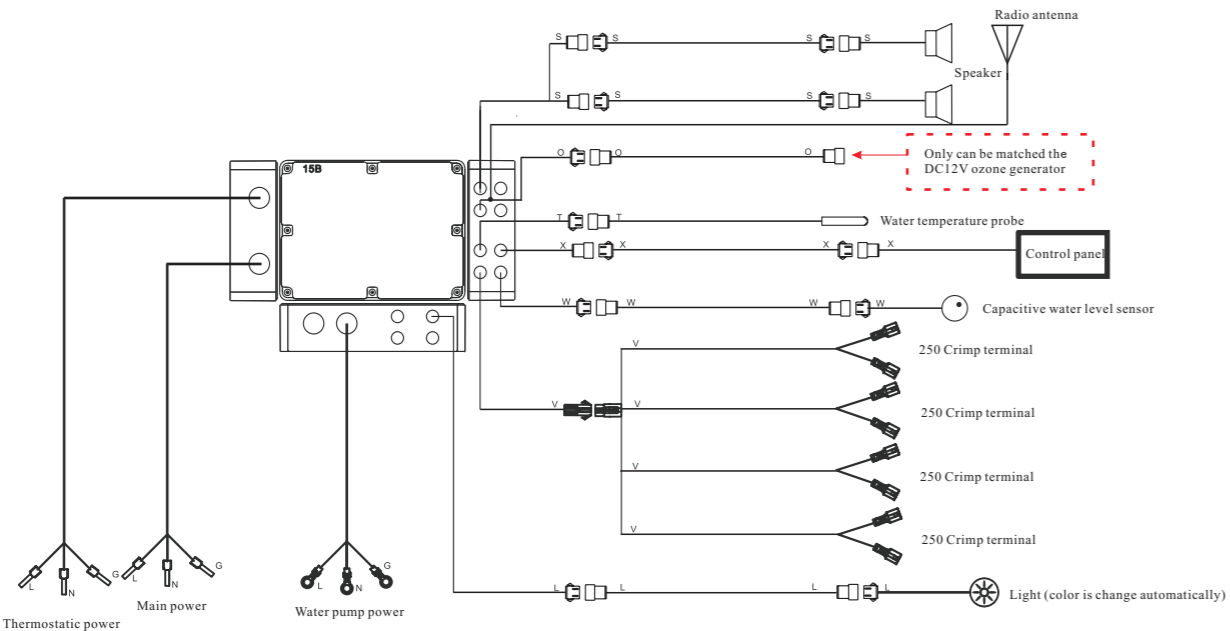 Radio antenna
S S S S
Speaker
S S S S
O O O
Only can be matched the
DC12V ozone generator
15B
T T
Water temperature probe
X X X X
Control panel
W W W W
Capacitive water level sensor
V
250 Crimp terminal
V V
250 Crimp terminal
V
250 Crimp terminal
V
250 Crimp terminal
L N G
Thermostatic power
L N G
Main power
L N G
Water pump power
L L L L
Light (color is change automatically)